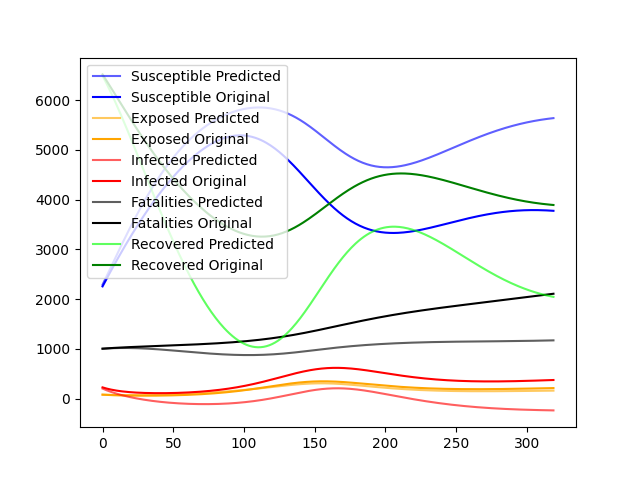 Susceptible Predicted
Susceptible Original
Exposed Predicted
Exposed Original
Infected Predicted
Infected Original
Fatalities Predicted
Fatalities Original
Recovered Predicted
Recovered Original
6000
5000
4000
3000
2000
1000
0
0 50 100 150 200 250 300